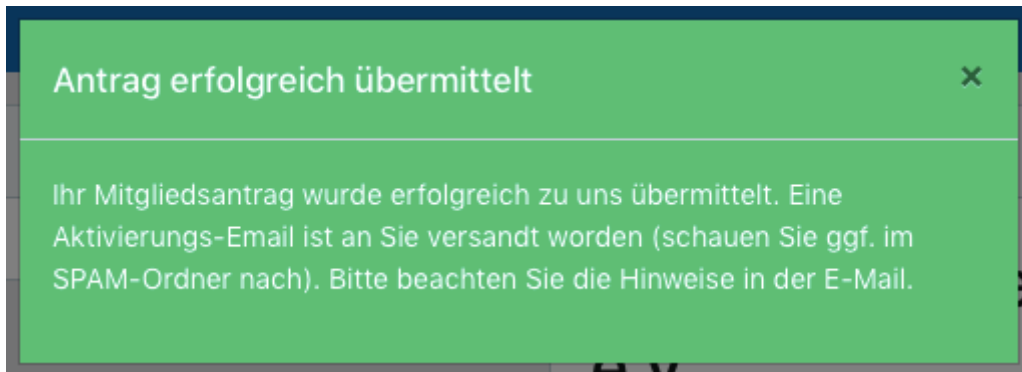 Antrag erfolgreich übermittelt
×
Ihr Mitgliedsantrag wurde erfolgreich zu uns übermittelt. Eine
Aktivierungs-Email ist an Sie versandt worden (schauen Sie ggf. im
SPAM-Ordner nach). Bitte beachten Sie die Hinweise in der E-Mail.